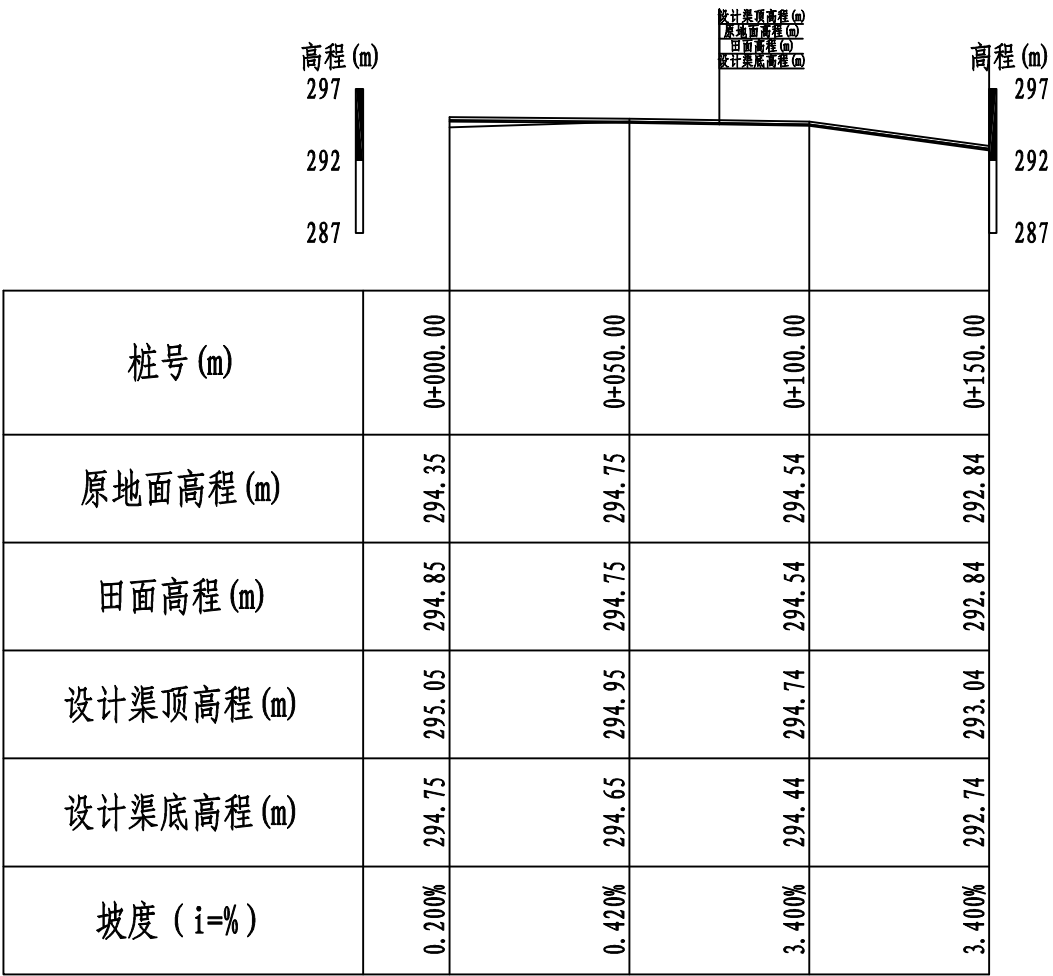 设计渠顶高程(m)
原地面高程(m)
田面高程(m)
设计渠底高程(m)
高程(m)
297
292
287
高程(m)
297
292
287
桩号(m) 0+000.00 0+050.00 0+100.00 0+150.00
原地面高程(m) 294.35 294.75 294.54 292.84
田面高程(m) 294.85 294.75 294.54 292.84
设计渠顶高程(m) 295.05 294.95 294.74 293.04
设计渠底高程(m) 294.75 294.65 294.44 292.74
坡度(i=%) 0.200% 0.420% 3.400% 3.400%